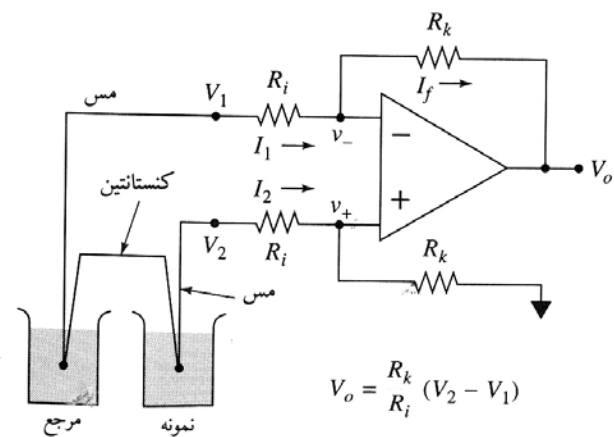 R_k
مس
V_1
R_i
I_f →
v_−
−
I_1 →
I_2 →
V_o
کنستانتین
v_+
+
V_2
R_i
R_k
مس
V_o = R_k / R_i (V_2 − V_1)
مرجع
نمونه